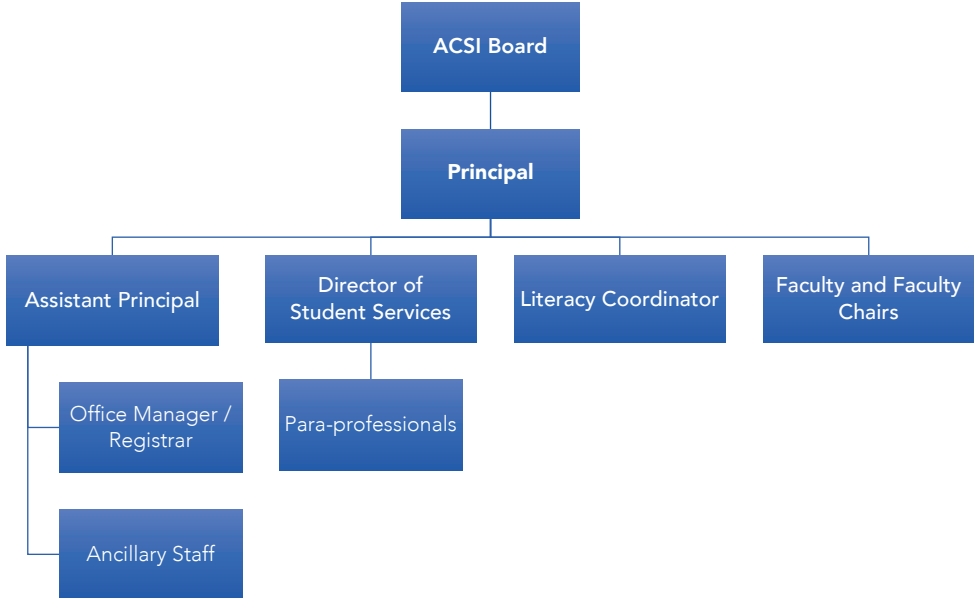 ACSI Board
Principal
Assistant Principal
Director of
Student Services
Literacy Coordinator
Faculty and Faculty
Chairs
Office Manager /
Registrar
Para-professionals
Ancillary Staff